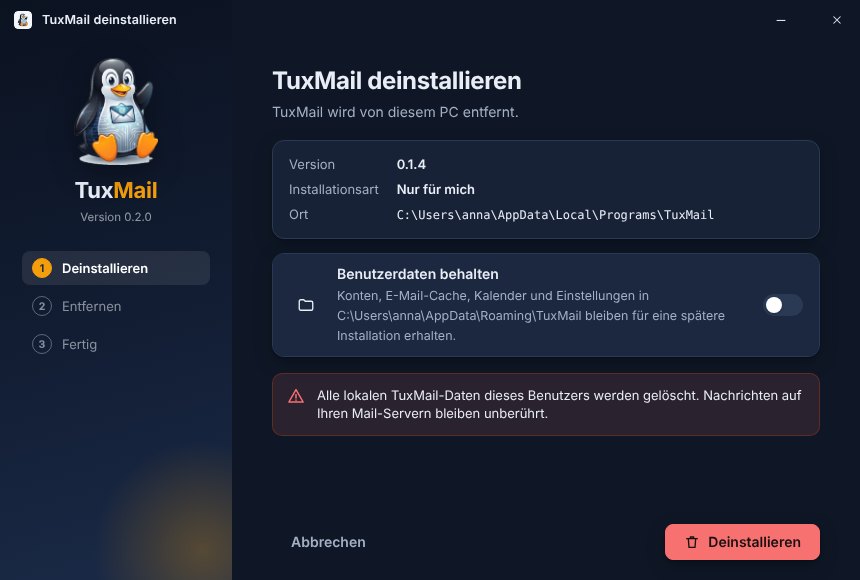 TuxMail deinstallieren
TuxMail
Version 0.2.0
1 Deinstallieren
2 Entfernen
3 Fertig
TuxMail deinstallieren
TuxMail wird von diesem PC entfernt.
Version 0.1.4
Installationsart Nur für mich
Ort C:\Users\anna\AppData\Local\Programs\TuxMail
Benutzerdaten behalten
Konten, E-Mail-Cache, Kalender und Einstellungen in
C:\Users\anna\AppData\Roaming\TuxMail bleiben für eine spätere
Installation erhalten.
Alle lokalen TuxMail-Daten dieses Benutzers werden gelöscht. Nachrichten auf
Ihren Mail-Servern bleiben unberührt.
Abbrechen
Deinstallieren